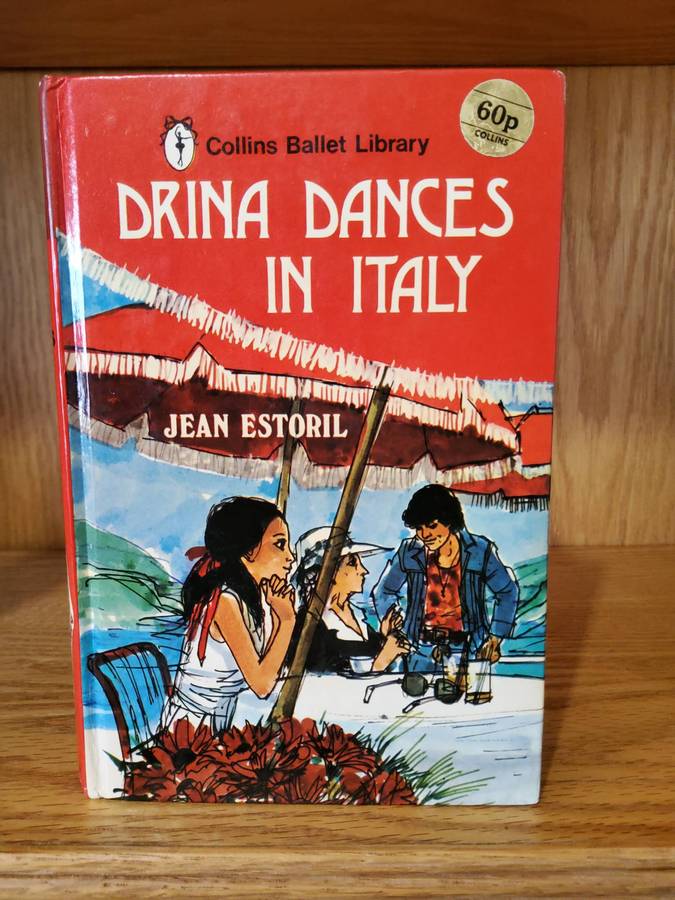 60p
COLLINS
Collins Ballet Library
DRINA DANCES
IN ITALY
JEAN ESTORIL